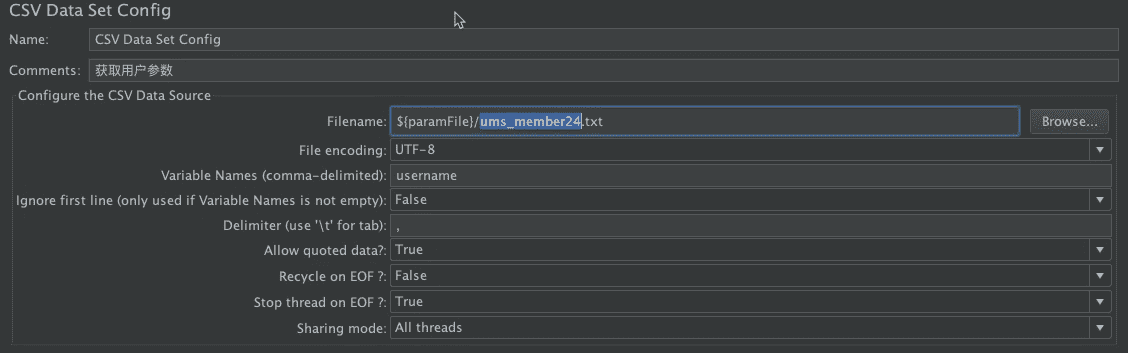 CSV Data Set Config
Name: CSV Data Set Config
Comments: 获取用户参数
Configure the CSV Data Source
Filename: ${paramFile}/ums_member24.txt Browse...
File encoding: UTF-8
Variable Names (comma-delimited): username
Ignore first line (only used if Variable Names is not empty): False
Delimiter (use '\t' for tab): ,
Allow quoted data?: True
Recycle on EOF ?: False
Stop thread on EOF ?: True
Sharing mode: All threads